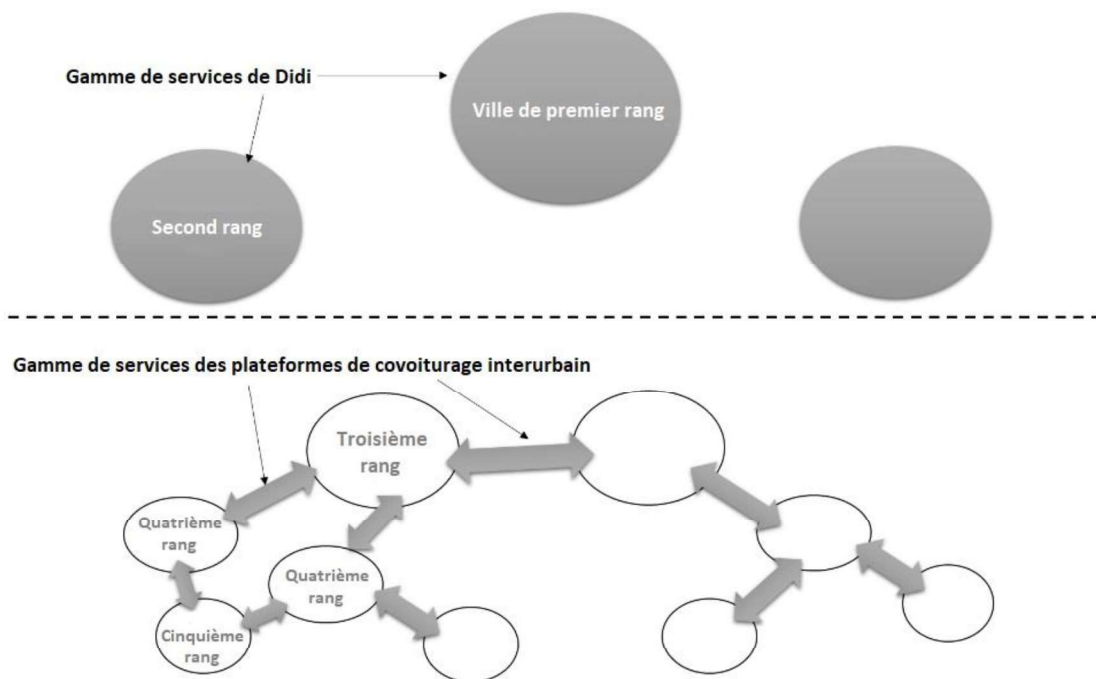 Gamme de services de Didi
Ville de premier rang
Second rang
Gamme de services des plateformes de covoiturage interurbain
Troisième
rang
Quatrième
rang
Quatrième
rang
Cinquième
rang